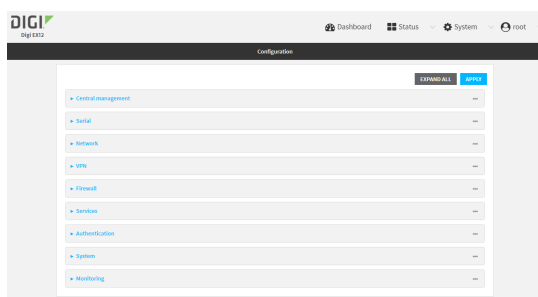 DIGI
Digi EX12
Dashboard
Status
System
root
Configuration
EXPAND ALL
APPLY
Central management
Serial
Network
VPN
Firewall
Services
Authentication
System
Monitoring